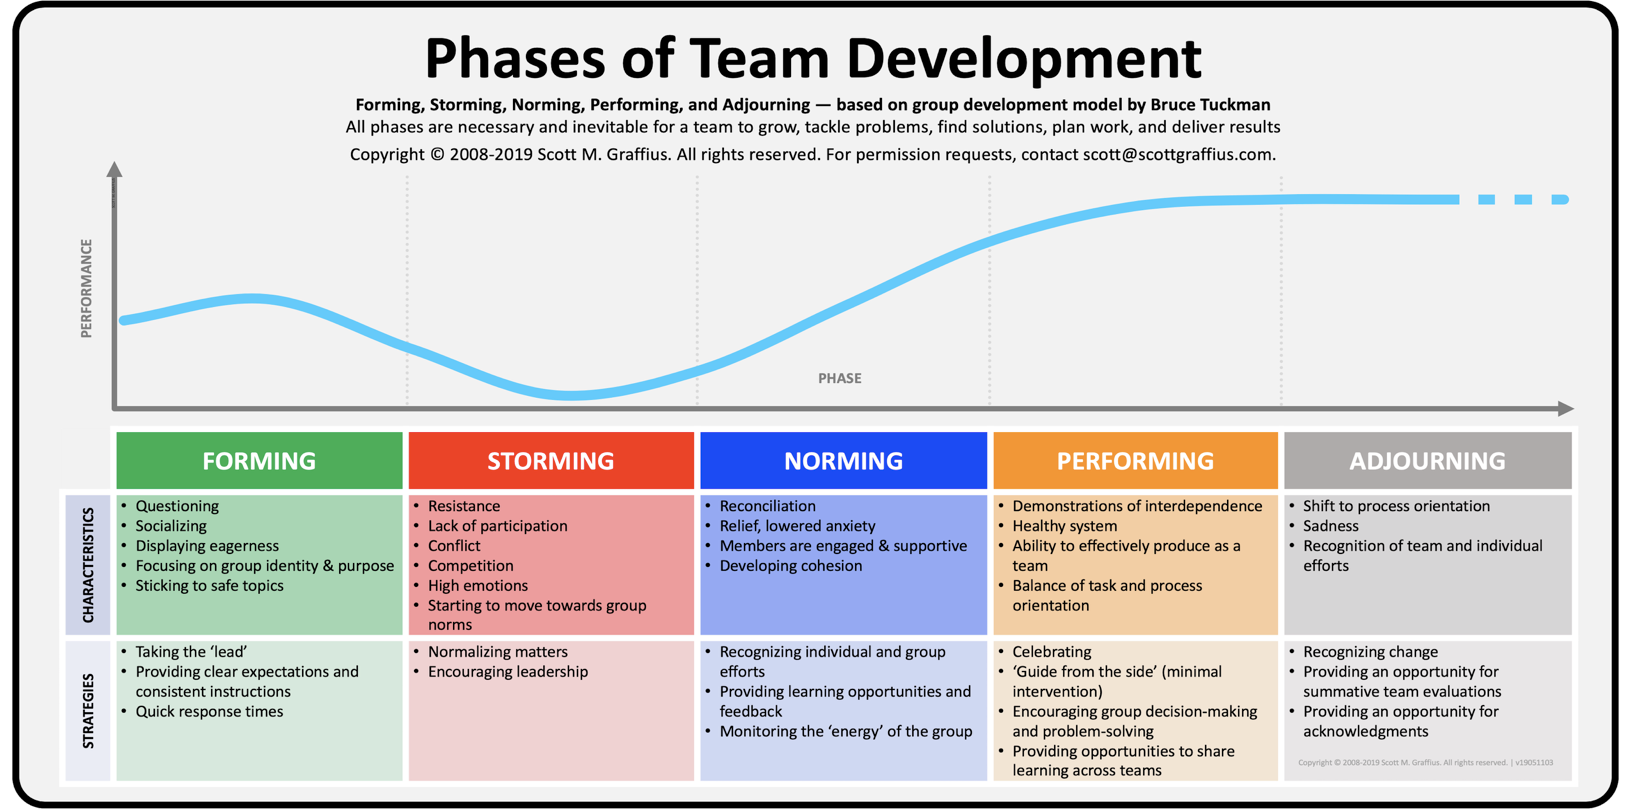 Phases of Team Development
Forming, Storming, Norming, Performing, and Adjourning — based on group development model by Bruce Tuckman
All phases are necessary and inevitable for a team to grow, tackle problems, find solutions, plan work, and deliver results
Copyright © 2008-2019 Scott M. Graffius. All rights reserved. For permission requests, contact scott@scottgraffius.com.
PERFORMANCE
PHASE
FORMING
STORMING
NORMING
PERFORMING
ADJOURNING
CHARACTERISTICS
• Questioning
• Socializing
• Displaying eagerness
• Focusing on group identity & purpose
• Sticking to safe topics
• Resistance
• Lack of participation
• Conflict
• Competition
• High emotions
• Starting to move towards group
norms
• Reconciliation
• Relief, lowered anxiety
• Members are engaged & supportive
• Developing cohesion
• Demonstrations of interdependence
• Healthy system
• Ability to effectively produce as a
team
• Balance of task and process
orientation
• Shift to process orientation
• Sadness
• Recognition of team and individual
efforts
STRATEGIES
• Taking the ‘lead’
• Providing clear expectations and
consistent instructions
• Quick response times
• Normalizing matters
• Encouraging leadership
• Recognizing individual and group
efforts
• Providing learning opportunities and
feedback
• Monitoring the ‘energy’ of the group
• Celebrating
• ‘Guide from the side’ (minimal
intervention)
• Encouraging group decision-making
and problem-solving
• Providing opportunities to share
learning across teams
• Recognizing change
• Providing an opportunity for
summative team evaluations
• Providing an opportunity for
acknowledgments
Copyright © 2008-2019 Scott M. Graffius. All rights reserved. | v19051103